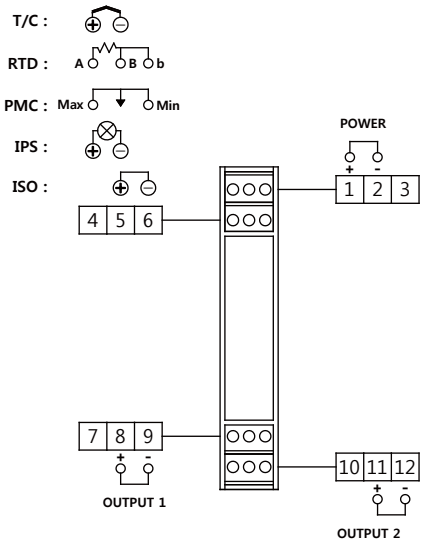 T/C :
RTD : A B b
PMC : Max Min
IPS :
ISO :
POWER
+ -
1 2 3
4 5 6
7 8 9
+ -
OUTPUT 1
10 11 12
+ -
OUTPUT 2